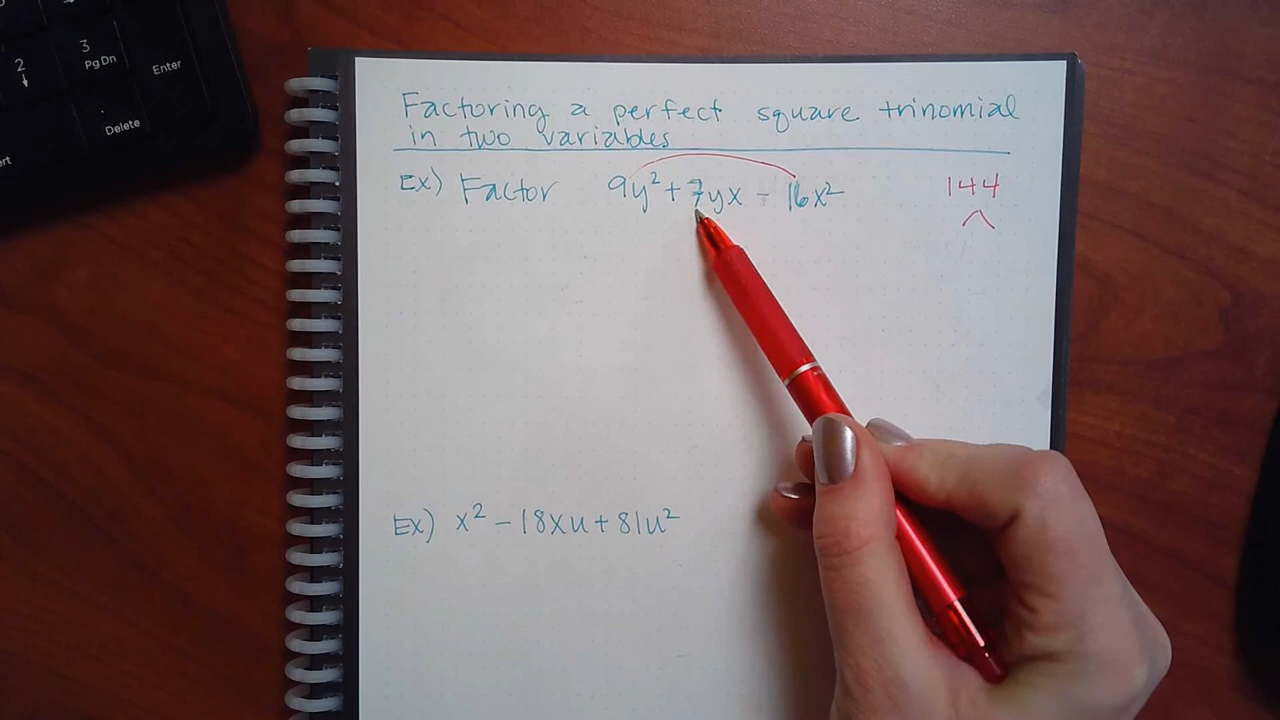 2
↓
3
PgDn
Enter
Delete
Factoring a perfect square trinomial
in two variables
Ex) Factor 9y² + 7yx - 16x² 144
Ex) x² - 18xu + 81u²